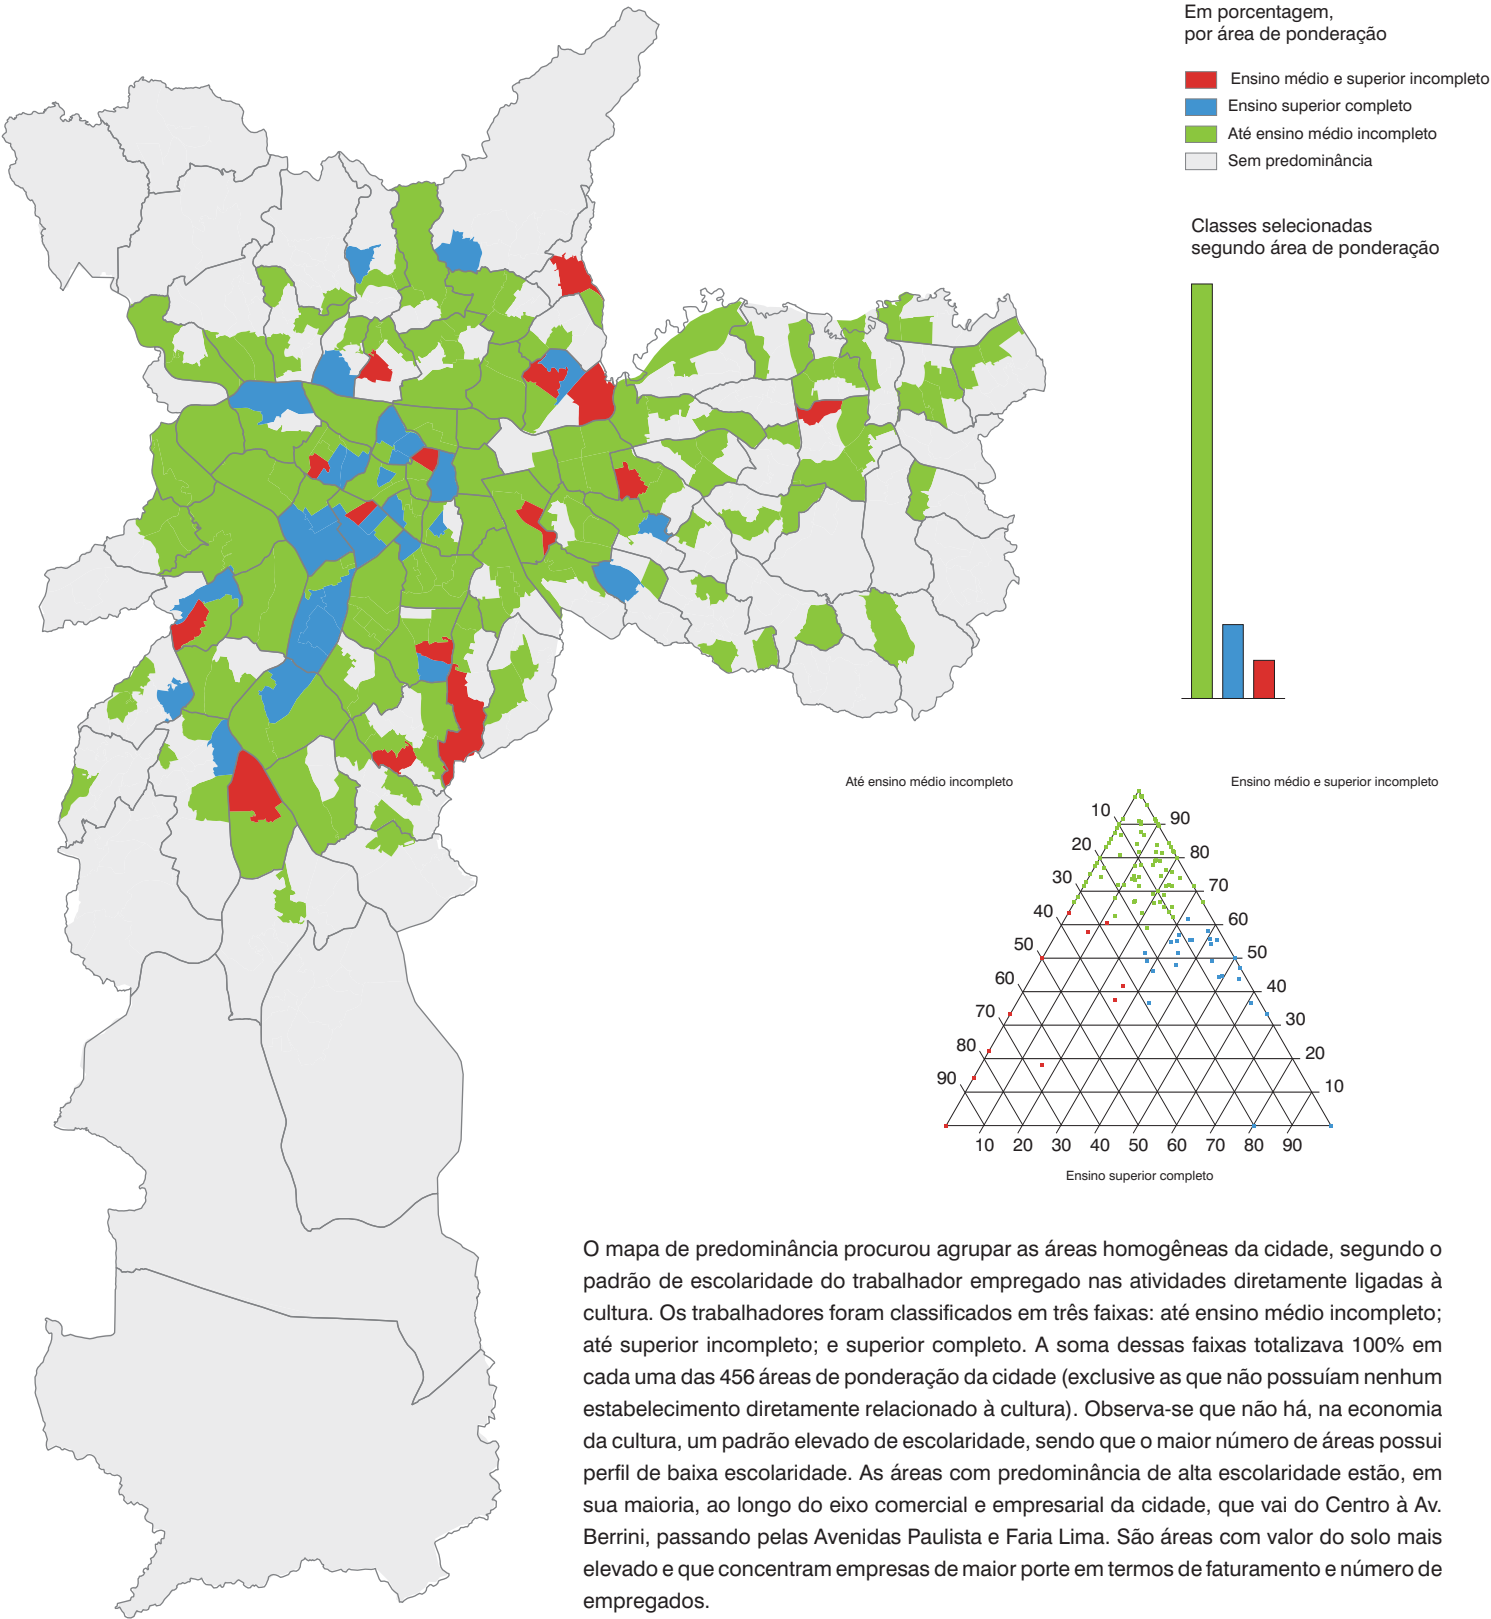 Em porcentagem,
por área de ponderação
Ensino médio e superior incompleto
Ensino superior completo
Até ensino médio incompleto
Sem predominância
Classes selecionadas
segundo área de ponderação
Até ensino médio incompleto
Ensino médio e superior incompleto
10
90
20
80
30
70
40
60
50
50
60
40
70
30
80
20
90
10
10 20 30 40 50 60 70 80 90
Ensino superior completo
O mapa de predominância procurou agrupar as áreas homogêneas da cidade, segundo o
padrão de escolaridade do trabalhador empregado nas atividades diretamente ligadas à
cultura. Os trabalhadores foram classificados em três faixas: até ensino médio incompleto;
até superior incompleto; e superior completo. A soma dessas faixas totalizava 100% em
cada uma das 456 áreas de ponderação da cidade (exclusive as que não possuíam nenhum
estabelecimento diretamente relacionado à cultura). Observa-se que não há, na economia
da cultura, um padrão elevado de escolaridade, sendo que o maior número de áreas possui
perfil de baixa escolaridade. As áreas com predominância de alta escolaridade estão, em
sua maioria, ao longo do eixo comercial e empresarial da cidade, que vai do Centro à Av.
Berrini, passando pelas Avenidas Paulista e Faria Lima. São áreas com valor do solo mais
elevado e que concentram empresas de maior porte em termos de faturamento e número de
empregados.